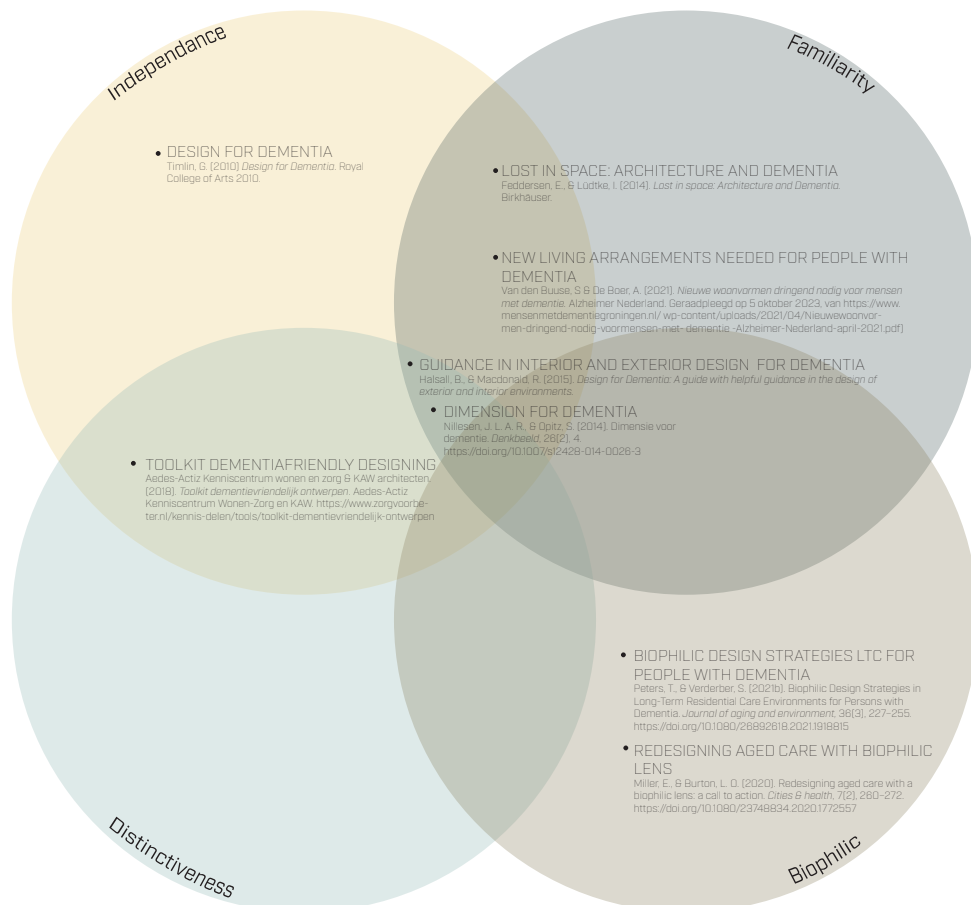 Independance
Familiarity
DESIGN FOR DEMENTIA
Timlin, G. [2010] Design for Dementia. Royal
College of Arts 2010.
LOST IN SPACE: ARCHITECTURE AND DEMENTIA
Feddersen, E., & Lüdtke, I. [2014]. Lost in space: Architecture and Dementia.
Birkhäuser.
NEW LIVING ARRANGEMENTS NEEDED FOR PEOPLE WITH
DEMENTIA
Van den Buuse, S & De Boer, A. [2021]. Nieuwe woonvormen dringend nodig voor mensen
met dementie. Alzheimer Nederland. Geraadpleegd op 5 oktober 2023, van https://www.
mensenmetdementiegroningen.nl/ wp-content/uploads/2021/04/Nieuwewoonvor-
men-dringend-nodig-voormensen-met- dementie -Alzheimer-Nederland-april-2021.pdf]
GUIDANCE IN INTERIOR AND EXTERIOR DESIGN FOR DEMENTIA
Halsall, B., & Macdonald, R. [2015]. Design for Dementia: A guide with helpful guidance in the design of
exterior and interior environments.
DIMENSION FOR DEMENTIA
Nillesen, J. L. A. R., & Opitz, S. [2014]. Dimensie voor
dementie. Denkbeeld, 26[2], 4.
https://doi.org/10.1007/s12428-014-0026-3
TOOLKIT DEMENTIAFRIENDLY DESIGNING
Aedes-Actiz Kenniscentrum wonen en zorg & KAW architecten,
[2018]. Toolkit dementievriendelijk ontwerpen. Aedes-Actiz
Kenniscentrum Wonen-Zorg en KAW. https://www.zorgvoorbe-
ter.nl/kennis-delen/tools/toolkit-dementievriendelijk-ontwerpen
BIOPHILIC DESIGN STRATEGIES LTC FOR
PEOPLE WITH DEMENTIA
Peters, T., & Verderber, S. [2021b]. Biophilic Design Strategies in
Long-Term Residential Care Environments for Persons with
Dementia. Journal of aging and environment, 36[3], 227–255.
https://doi.org/10.1080/26892618.2021.1918815
REDESIGNING AGED CARE WITH BIOPHILIC
LENS
Miller, E., & Burton, L. O. [2020]. Redesigning aged care with a
biophilic lens: a call to action. Cities & health, 7[2], 260–272.
https://doi.org/10.1080/23748834.2020.1772557
Distinctiveness
Biophilic